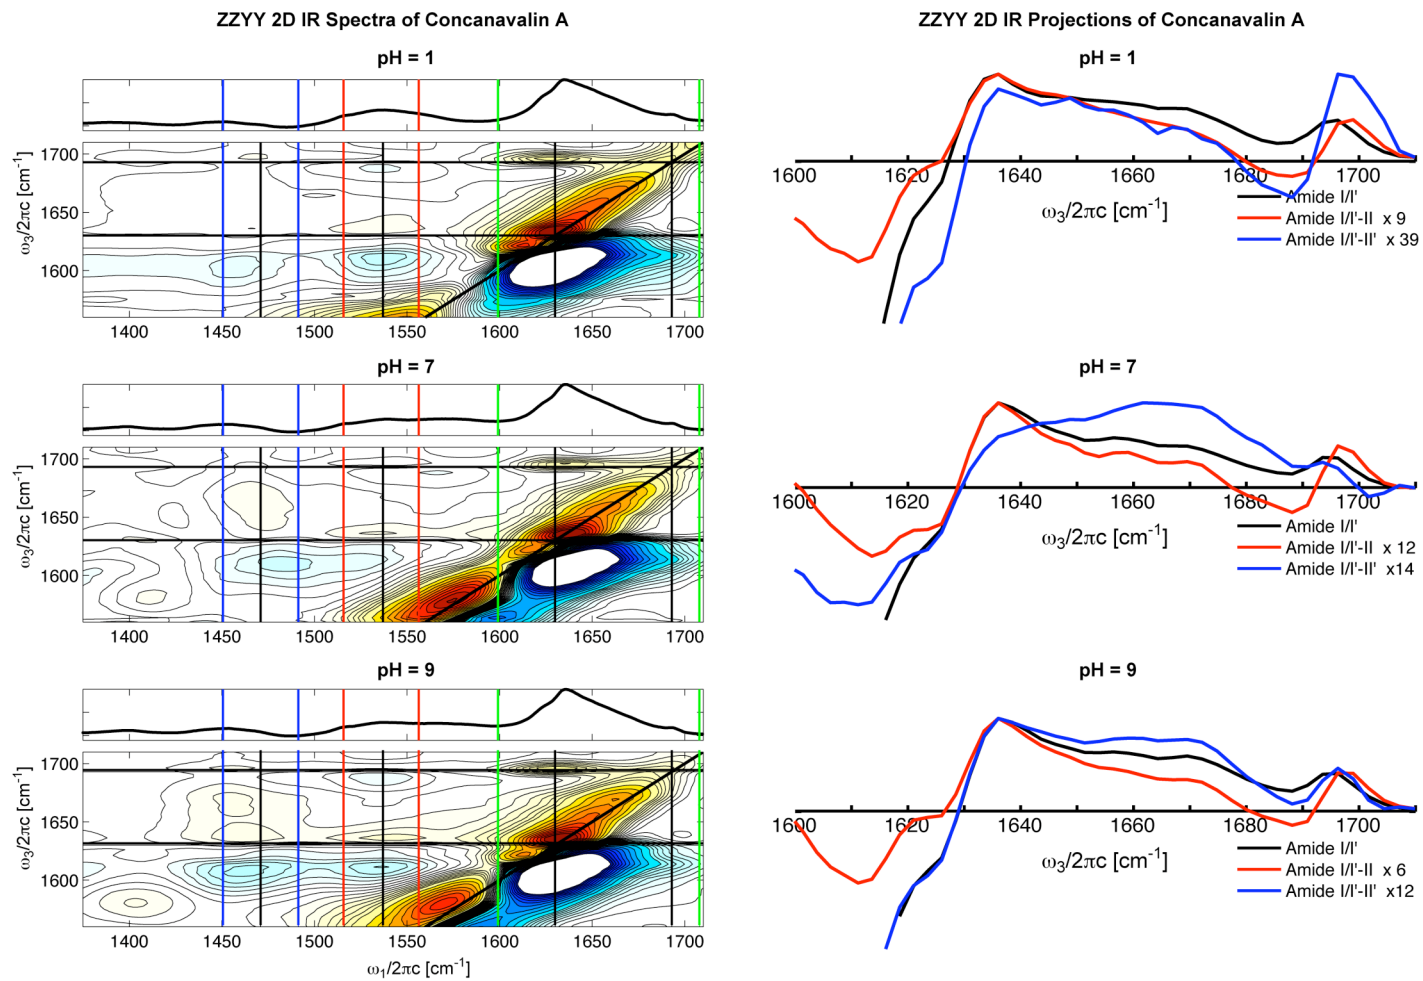 ZZYY 2D IR Spectra of Concanavalin A
pH = 1
1700
1650
1600
ω3/2πc [cm-1]
1400 1450 1500 1550 1600 1650 1700
pH = 7
1700
1650
1600
ω3/2πc [cm-1]
1400 1450 1500 1550 1600 1650 1700
pH = 9
1700
1650
1600
ω3/2πc [cm-1]
1400 1450 1500 1550 1600 1650 1700
ω1/2πc [cm-1]
ZZYY 2D IR Projections of Concanavalin A
pH = 1
1600 1620 1640 1660 1680 1700
ω3/2πc [cm-1]
Amide I/I'
Amide I/I'-II x 9
Amide I/I'-II' x 39
pH = 7
1600 1620 1640 1660 1680 1700
ω3/2πc [cm-1]
Amide I/I'
Amide I/I'-II x 12
Amide I/I'-II' x14
pH = 9
1600 1620 1640 1660 1680 1700
ω3/2πc [cm-1]
Amide I/I'
Amide I/I'-II x 6
Amide I/I'-II' x12